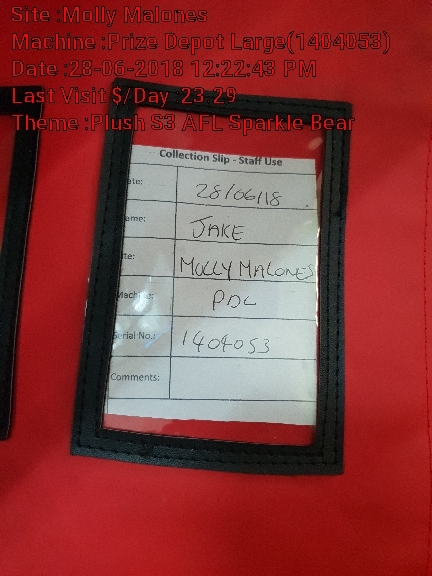 Site :Molly Malones
Machine :Prize Depot Large(1404053)
Date :28-06-2018 12:22:43 PM
Last Visit $/Day 23.29
Theme :Plush S3 AFL Sparkle Bear
Collection Slip - Staff Use
ate: 28/06/18
ame: JAKE
ite: MOLLY MALONES
Machine: PDL
Serial No.: 1404053
Comments: